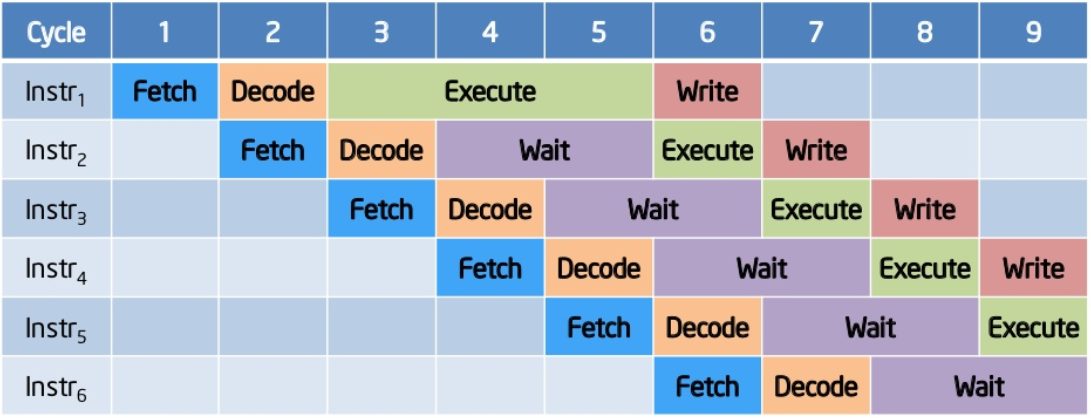 Cycle 1 2 3 4 5 6 7 8 9
Instr₁ Fetch Decode Execute Write
Instr₂ Fetch Decode Wait Execute Write
Instr₃ Fetch Decode Wait Execute Write
Instr₄ Fetch Decode Wait Execute Write
Instr₅ Fetch Decode Wait Execute
Instr₆ Fetch Decode Wait